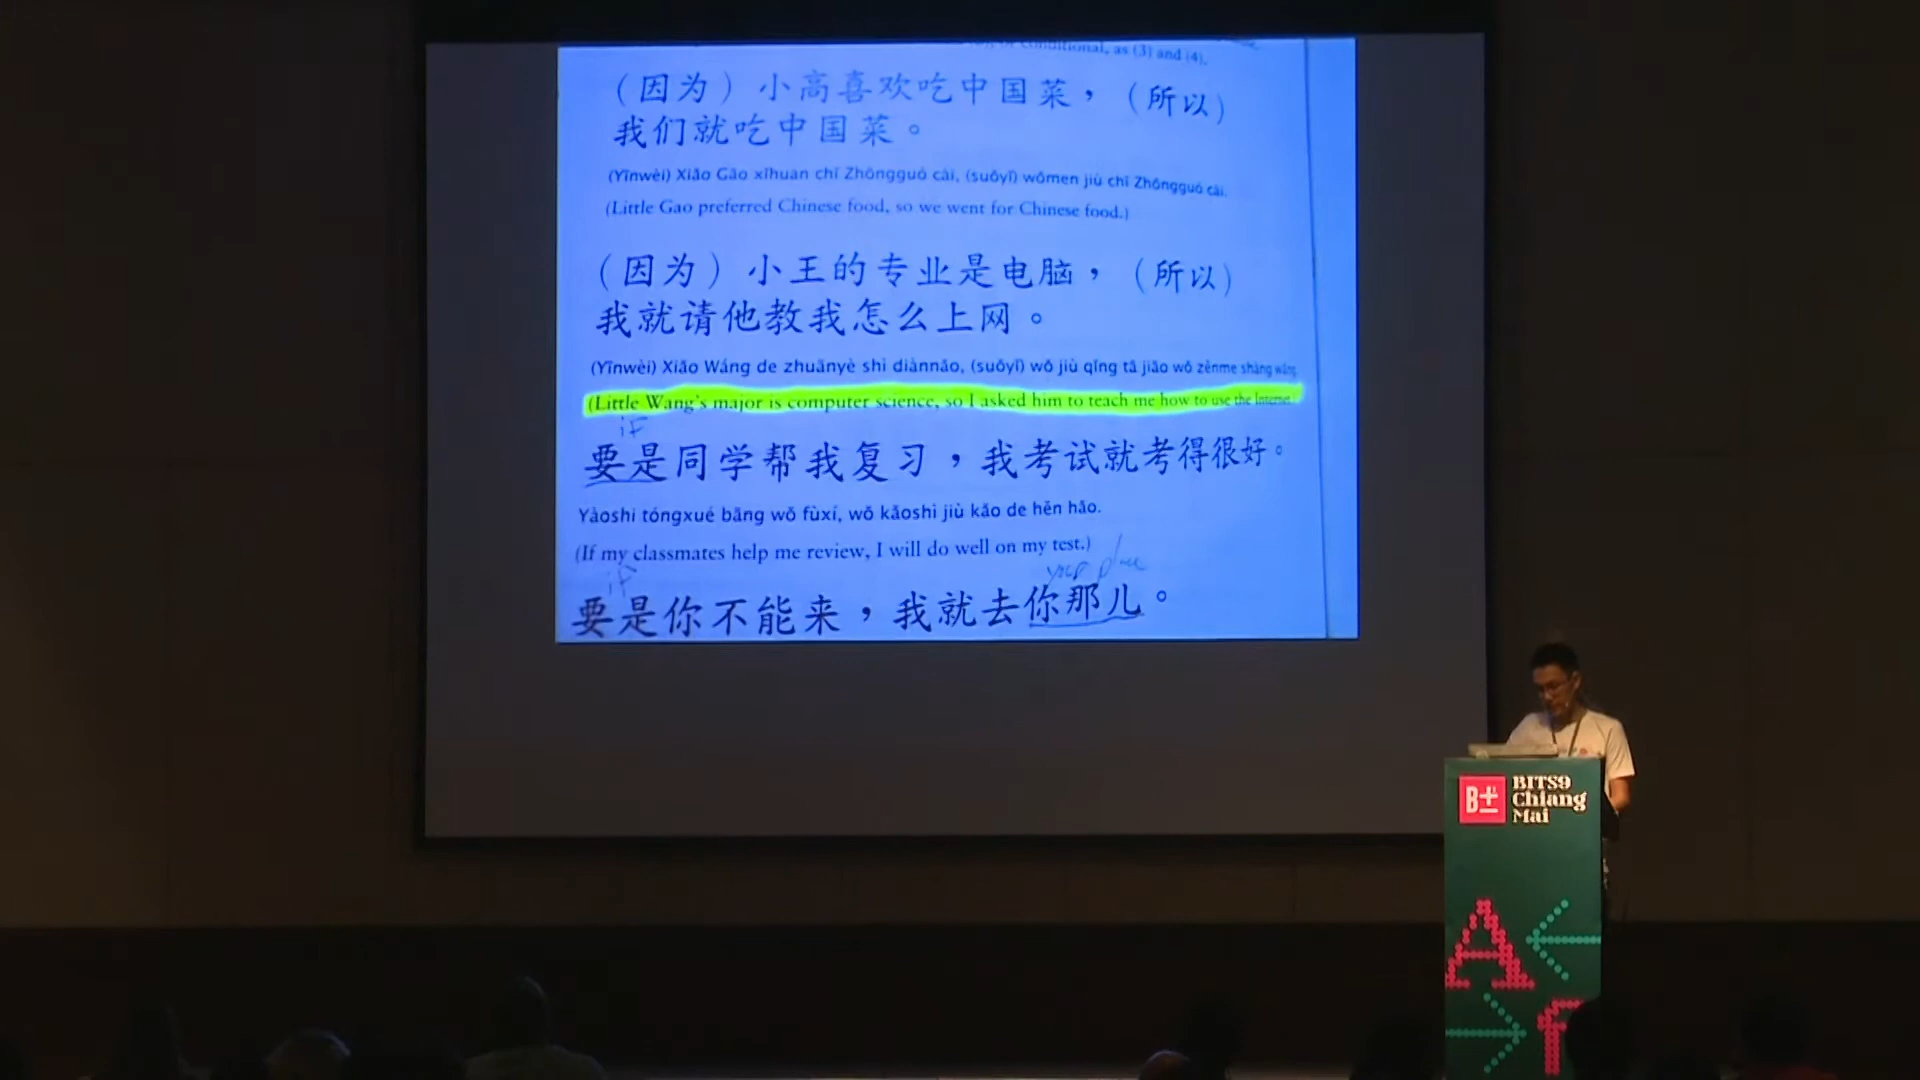 conditional, as (3) and (4).
（因为）小高喜欢吃中国菜，（所以）
我们就吃中国菜。
(Yīnwèi) Xiǎo Gāo xǐhuan chī Zhōngguó cài, (suǒyǐ) wǒmen jiù chī Zhōngguó cài.
(Little Gao preferred Chinese food, so we went for Chinese food.)
（因为）小王的专业是电脑，（所以）
我就请他教我怎么上网。
(Yīnwèi) Xiǎo Wáng de zhuānyè shì diànnǎo, (suǒyǐ) wǒ jiù qǐng tā jiāo wǒ zěnme shàng wǎng.
(Little Wang's major is computer science, so I asked him to teach me how to use the Internet.
if
要是同学帮我复习，我考试就考得很好。
Yàoshi tóngxué bāng wǒ fùxí, wǒ kǎoshì jiù kǎo de hěn hǎo.
(If my classmates help me review, I will do well on my test.)
if your place
要是你不能来，我就去你那儿。
B+
BITS9
Chiang
Mai
A